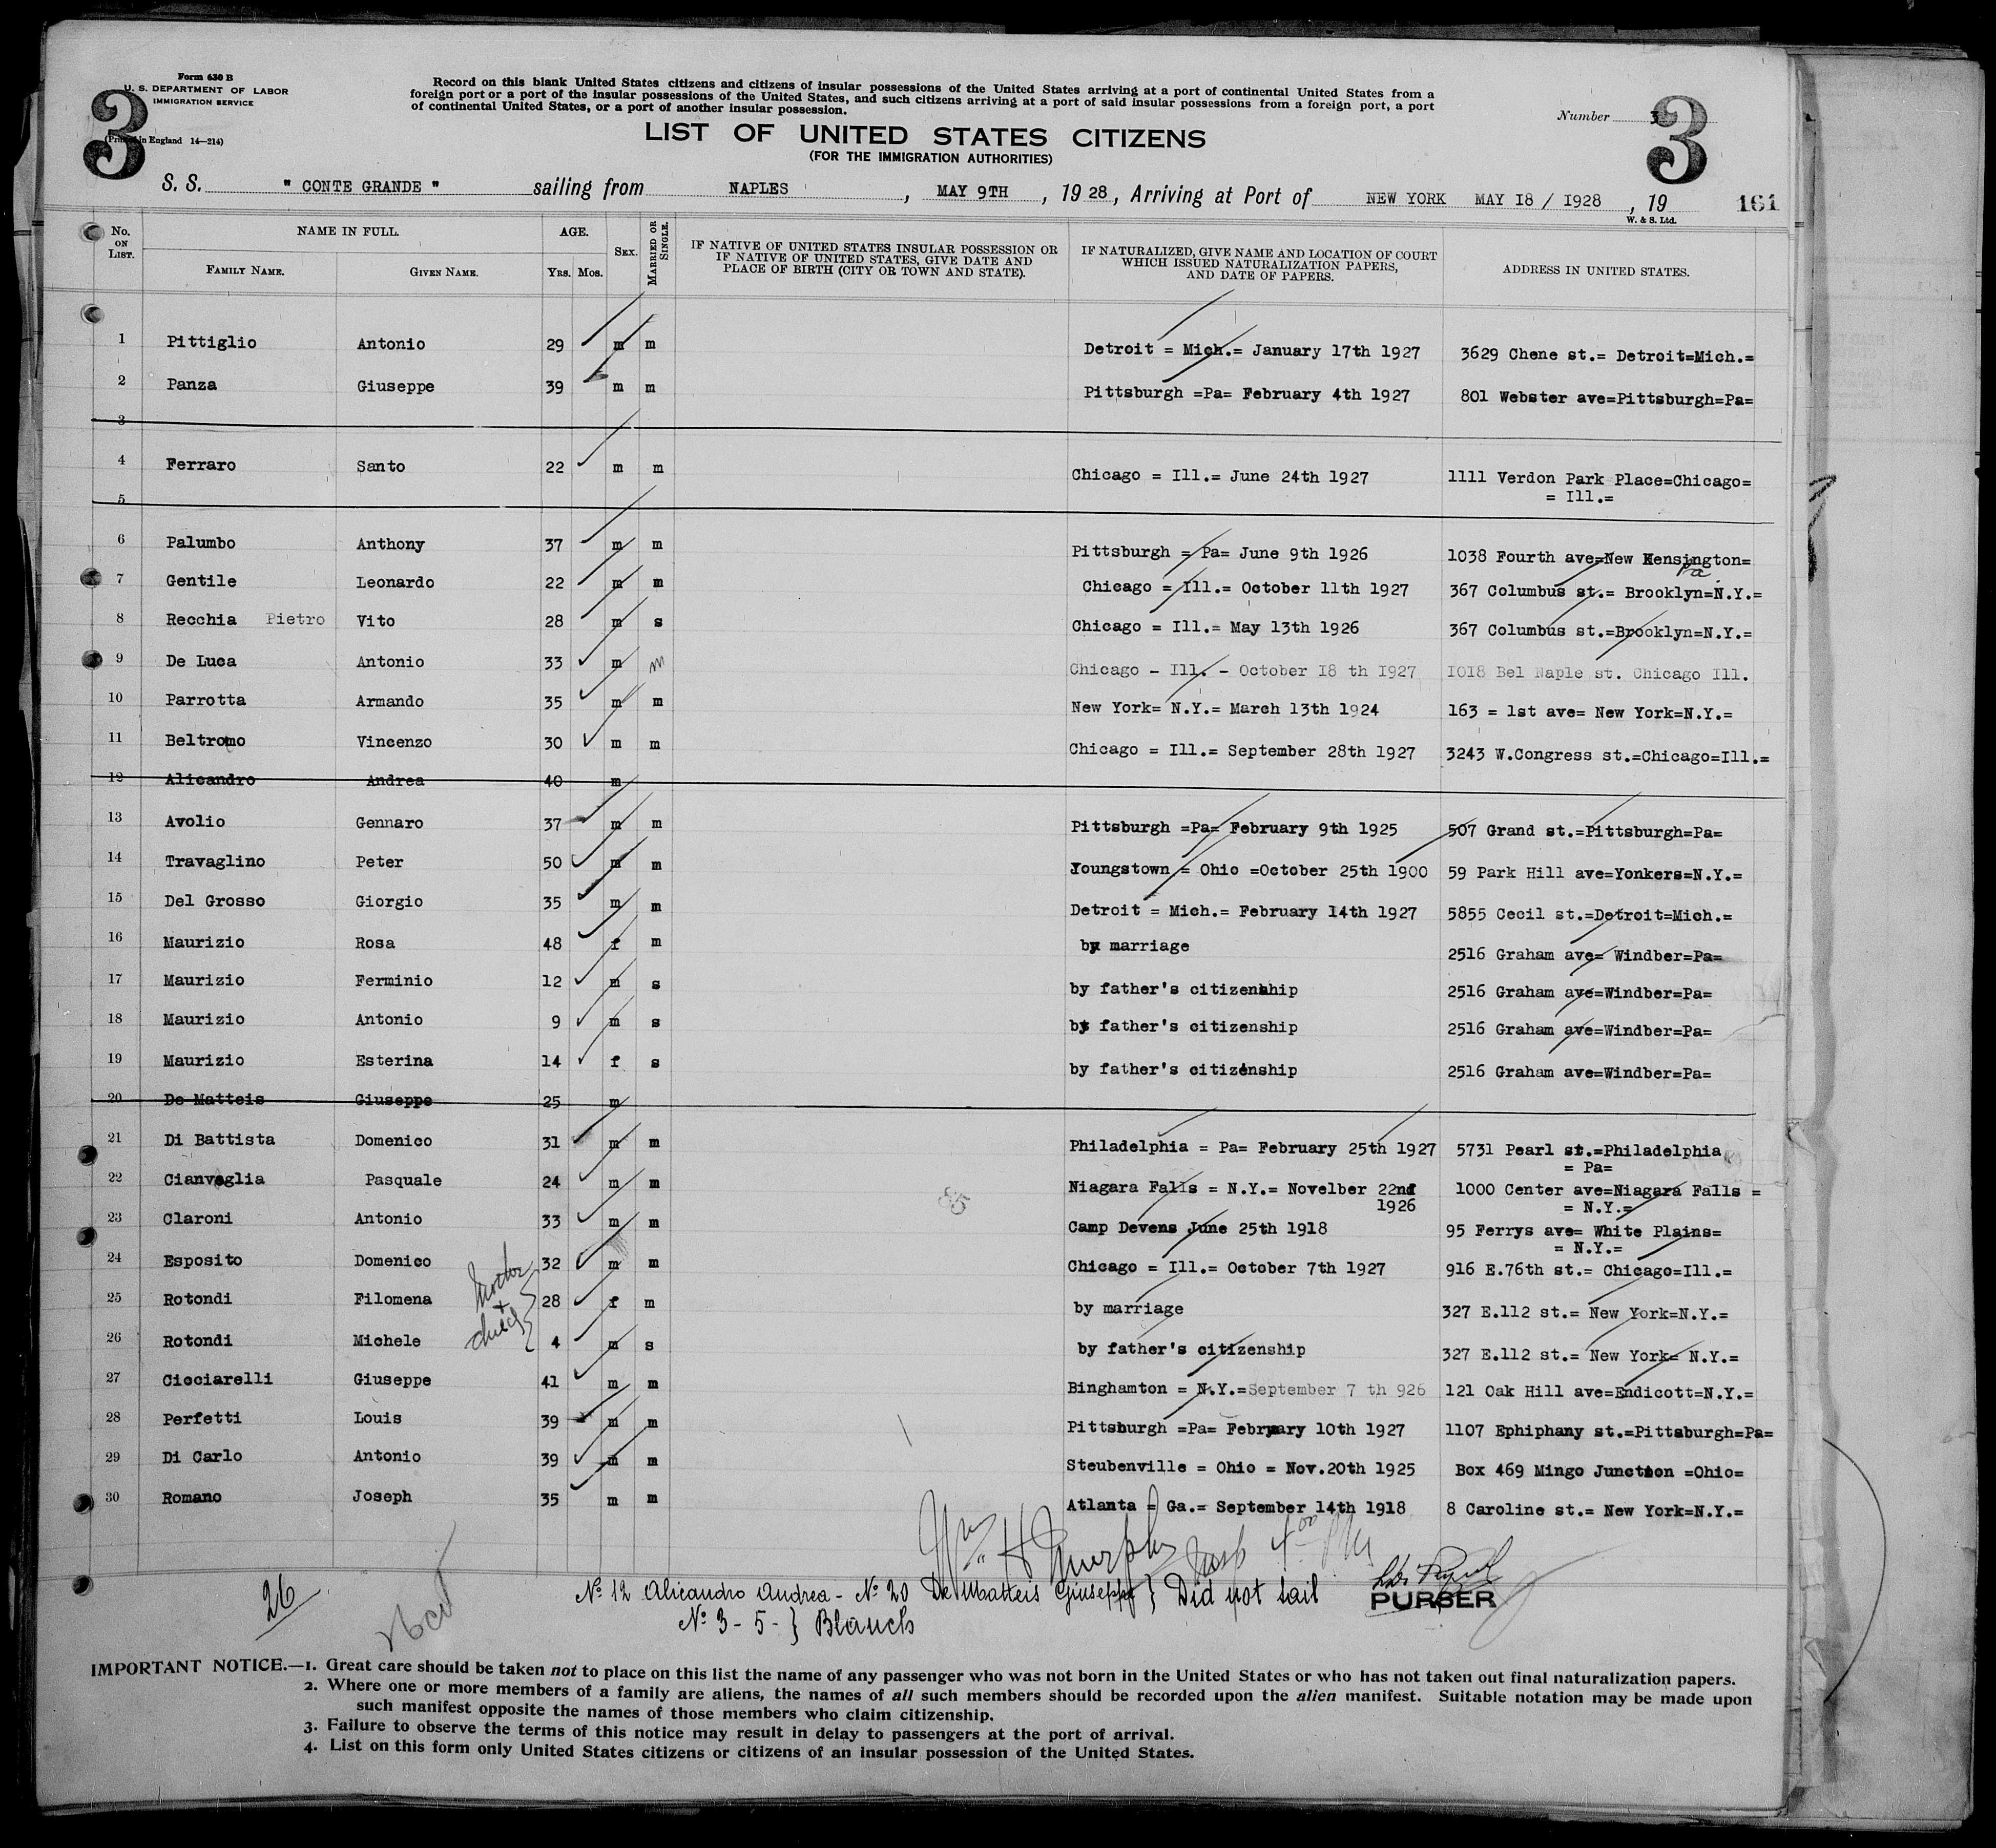 Form 630 B
U. S. DEPARTMENT OF LABOR
IMMIGRATION SERVICE
(Printed in England 14—214)
3
Record on this blank United States citizens and citizens of insular possessions of the United States arriving at a port of continental United States from a
foreign port or a port of the insular possessions of the United States, and such citizens arriving at a port of said insular possessions from a foreign port, a port
of continental United States, or a port of another insular possession.
Number 3
3
LIST OF UNITED STATES CITIZENS
(FOR THE IMMIGRATION AUTHORITIES)
S. S. " CONTE GRANDE " sailing from NAPLES , MAY 9TH , 19 28 , Arriving at Port of NEW YORK MAY I8 / I928 , 19
161
W. & S. Ltd.
No. ON LIST. NAME IN FULL. AGE. SEX. MARRIED OR SINGLE. IF NATIVE OF UNITED STATES INSULAR POSSESSION OR IF NATIVE OF UNITED STATES, GIVE DATE AND PLACE OF BIRTH (CITY OR TOWN AND STATE). IF NATURALIZED, GIVE NAME AND LOCATION OF COURT WHICH ISSUED NATURALIZATION PAPERS, AND DATE OF PAPERS. ADDRESS IN UNITED STATES.
FAMILY NAME. GIVEN NAME. YRS. MOS.
1 Pittiglio Antonio 29 m m Detroit = Mich.= January 17th 1927 3629 Chene st.= Detroit=Mich.=
2 Panza Giuseppe 39 m m Pittsburgh =Pa= February 4th 1927 801 Webster ave=Pittsburgh=Pa=
3
4 Ferraro Santo 22 m m Chicago = Ill.= June 24th 1927 1111 Verdon Park Place=Chicago=
= Ill.=
5
6 Palumbo Anthony 37 m m Pittsburgh = Pa= June 9th 1926 1038 Fourth ave=New Kensington=
Pa.
7 Gentile Leonardo 22 m m Chicago = Ill.= October 11th 1927 367 Columbus st.= Brooklyn=N.Y.=
8 Recchia Pietro Vito 28 m s Chicago = Ill.= May 13th 1926 367 Columbus st.=Brooklyn=N.Y.=
9 De Luca Antonio 33 m m Chicago - Ill. - October I8 th I927 I0I8 Bel Naple st. Chicago Ill.
10 Parrotta Armando 35 m m New York= N.Y.= March 13th 1924 163 = 1st ave= New York=N.Y.=
11 Beltromo Vincenzo 30 m m Chicago = Ill.= September 28th 1927 3243 W.Congress st.=Chicago=Ill.=
12 Alicandro Andrea 40 m
13 Avolio Gennaro 37 m m Pittsburgh =Pa= February 9th 1925 507 Grand st.=Pittsburgh=Pa=
14 Travaglino Peter 50 m m Youngstown = Ohio =October 25th 1900 59 Park Hill ave=Yonkers=N.Y.=
15 Del Grosso Giorgio 35 m m Detroit = Mich.= February 14th 1927 5855 Cecil st.=Detroit=Mich.=
16 Maurizio Rosa 48 f m by marriage 2516 Graham ave= Windber=Pa=
17 Maurizio Ferminio 12 m s by father's citizenship 2516 Graham ave=Windber=Pa=
18 Maurizio Antonio 9 m s by father's citizenship 2516 Graham ave=Windber=Pa=
19 Maurizio Esterina 14 f s by father's citizenship 2516 Graham ave=Windber=Pa=
20 De Matteis Giuseppe 25 m
21 Di Battista Domenico 31 m m Philadelphia = Pa= February 25th 1927 5731 Pearl st.=Philadelphia
= Pa=
22 Cianvaglia Pasquale 24 m m Niagara Falls = N.Y.= Novelber 22nd 1000 Center ave=Niagara Falls =
1926 = N.Y.=
23 Claroni Antonio 33 m m Camp Devens June 25th 1918 95 Ferrys ave= White Plains=
= N.Y.=
24 Esposito Domenico 32 m m Chicago = Ill.= October 7th 1927 916 E.76th st.= Chicago=Ill.=
25 Rotondi Filomena 28 f m by marriage 327 E.112 st.= New York=N.Y.=
Mother + child
26 Rotondi Michele 4 m s by father's citizenship 327 E.112 st.= New York= N.Y.=
27 Cicciarelli Giuseppe 41 m m Binghamton = N.Y.=September 7 th 926 121 Oak Hill ave=Endicott=N.Y.=
28 Perfetti Louis 39 m m Pittsburgh =Pa= February 10th 1927 1107 Ephiphany st.=Pittsburgh=Pa=
29 Di Carlo Antonio 39 m m Steubenville = Ohio = Nov.20th 1925 Box 469 Mingo Junction =Ohio=
30 Romano Joseph 35 m m Atlanta = Ga.= September 14th 1918 8 Caroline st.= New York=N.Y.=
Wm H Murphy Insp
26
No 12 Alicandro Andrea - No 20 De Matteis Giuseppe } Did not sail
PURSER
No 3 - 5 - } Blanch
IMPORTANT NOTICE.—1. Great care should be taken not to place on this list the name of any passenger who was not born in the United States or who has not taken out final naturalization papers.
2. Where one or more members of a family are aliens, the names of all such members should be recorded upon the alien manifest. Suitable notation may be made upon
such manifest opposite the names of those members who claim citizenship.
3. Failure to observe the terms of this notice may result in delay to passengers at the port of arrival.
4. List on this form only United States citizens or citizens of an insular possession of the United States.